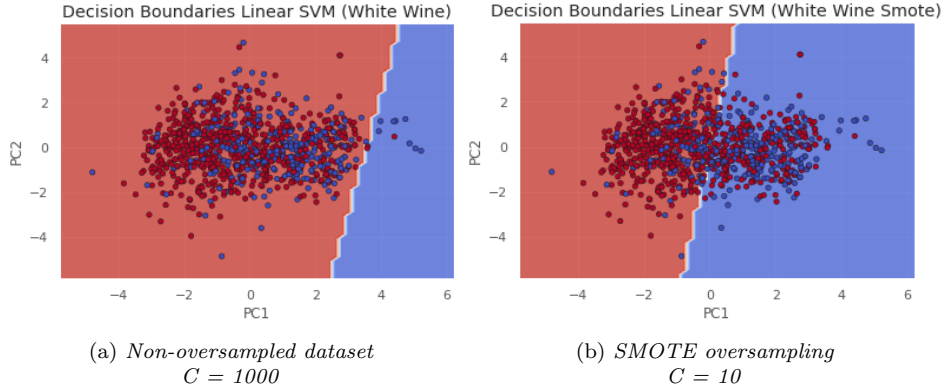 Decision Boundaries Linear SVM (White Wine)
4
2
0
−2
−4
PC2
−4 −2 0 2 4 6
PC1
(a) Non-oversampled dataset
C = 1000
Decision Boundaries Linear SVM (White Wine Smote)
4
2
0
−2
−4
PC2
−4 −2 0 2 4 6
PC1
(b) SMOTE oversampling
C = 10